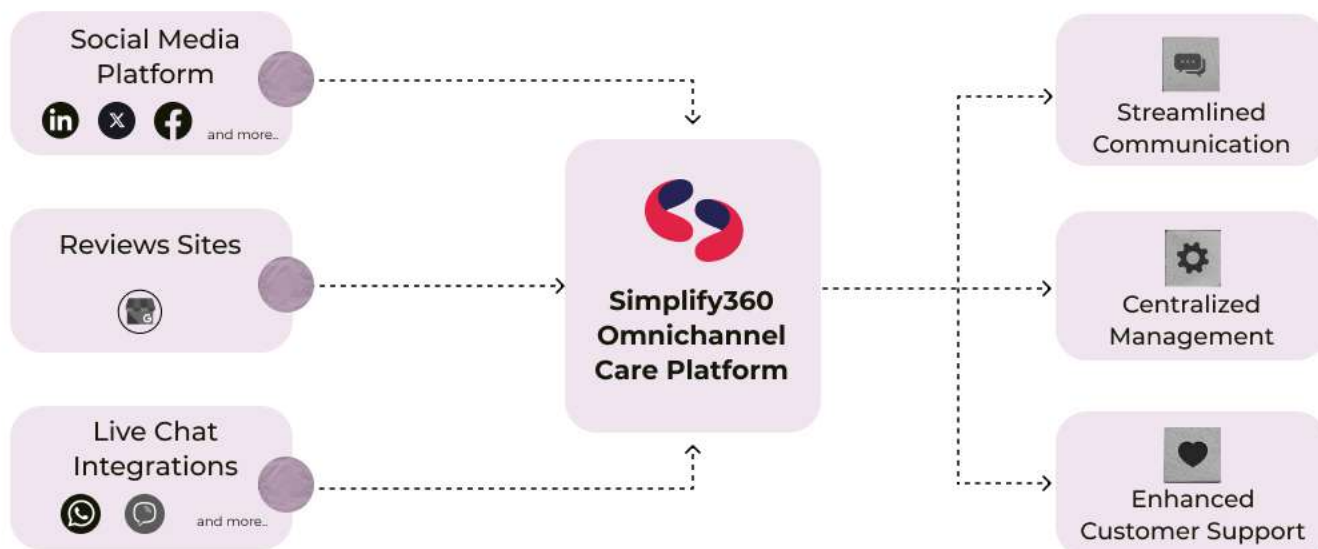 Social Media
Platform
in
X
f
and more..
Reviews Sites
G
Live Chat
Integrations
and more..
Simplify360
Omnichannel
Care Platform
Streamlined
Communication
Centralized
Management
Enhanced
Customer Support